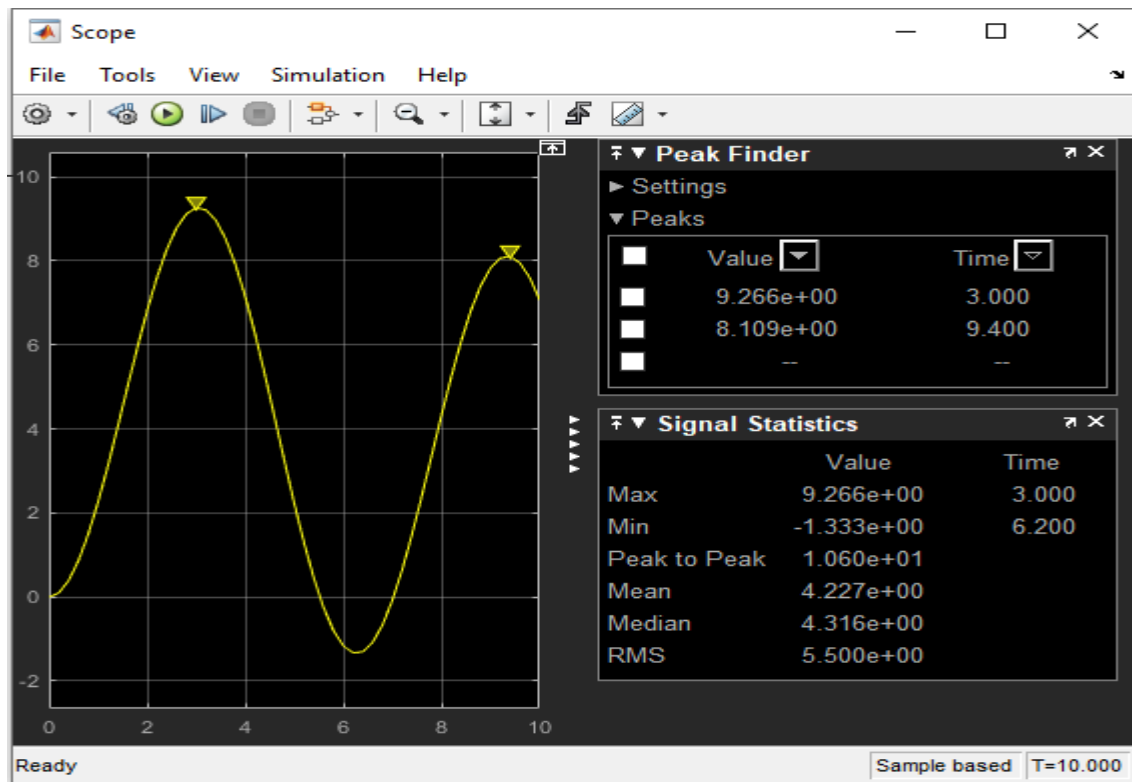 Scope
File Tools View Simulation Help
10
8
6
4
2
0
-2
0 2 4 6 8 10
Peak Finder
Settings
Peaks
Value Time
9.266e+00 3.000
8.109e+00 9.400
-- --
Signal Statistics
Value Time
Max 9.266e+00 3.000
Min -1.333e+00 6.200
Peak to Peak 1.060e+01
Mean 4.227e+00
Median 4.316e+00
RMS 5.500e+00
Ready Sample based T=10.000